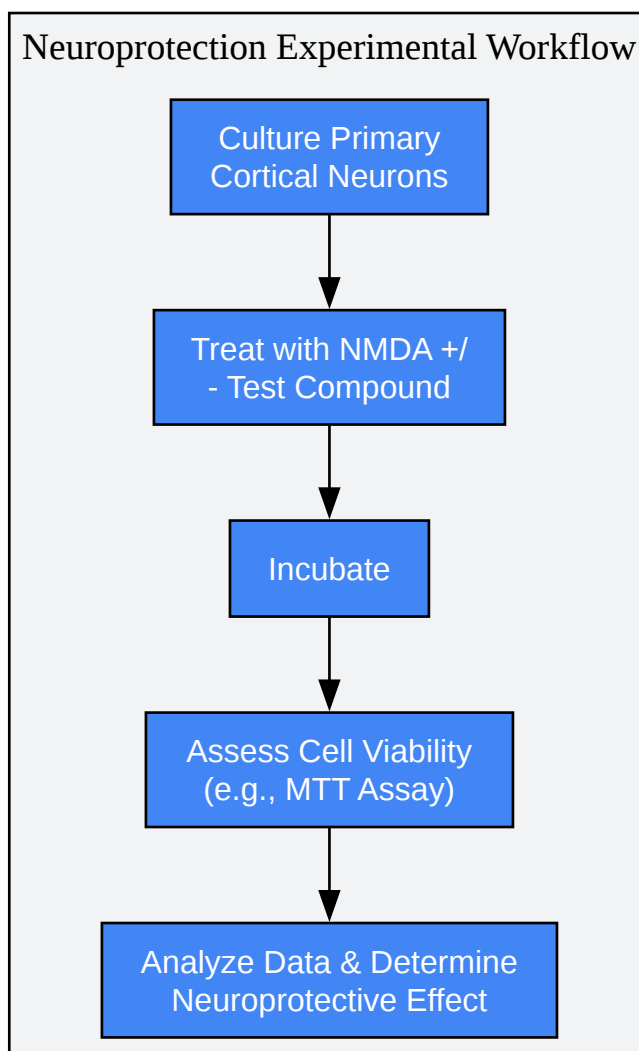 Neuroprotection Experimental Workflow
Culture Primary
Cortical Neurons
Treat with NMDA +/
- Test Compound
Incubate
Assess Cell Viability
(e.g., MTT Assay)
Analyze Data & Determine
Neuroprotective Effect